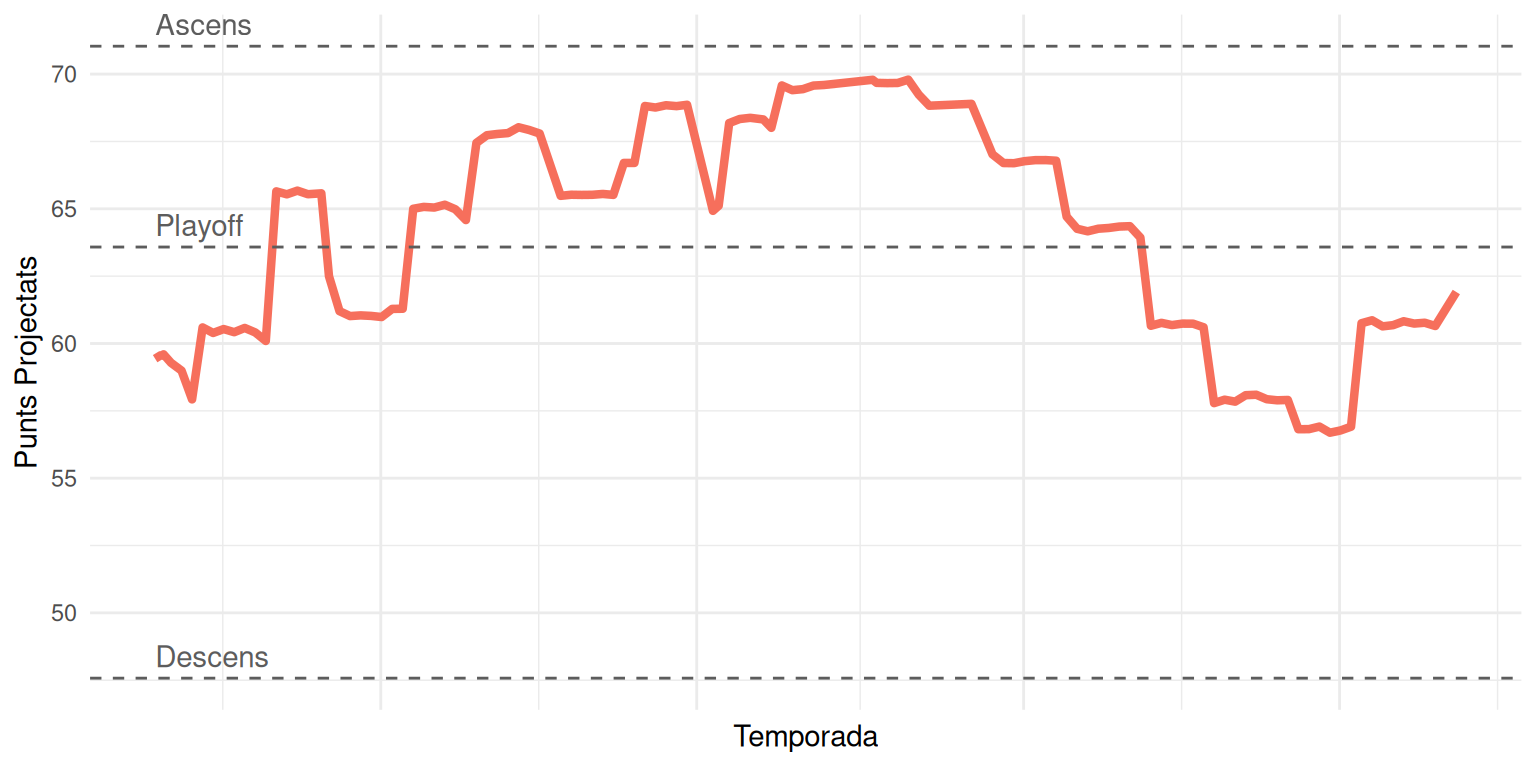 Ascens
70
65
Playoff
60
55
50
Descens
Punts Projectats
Temporada